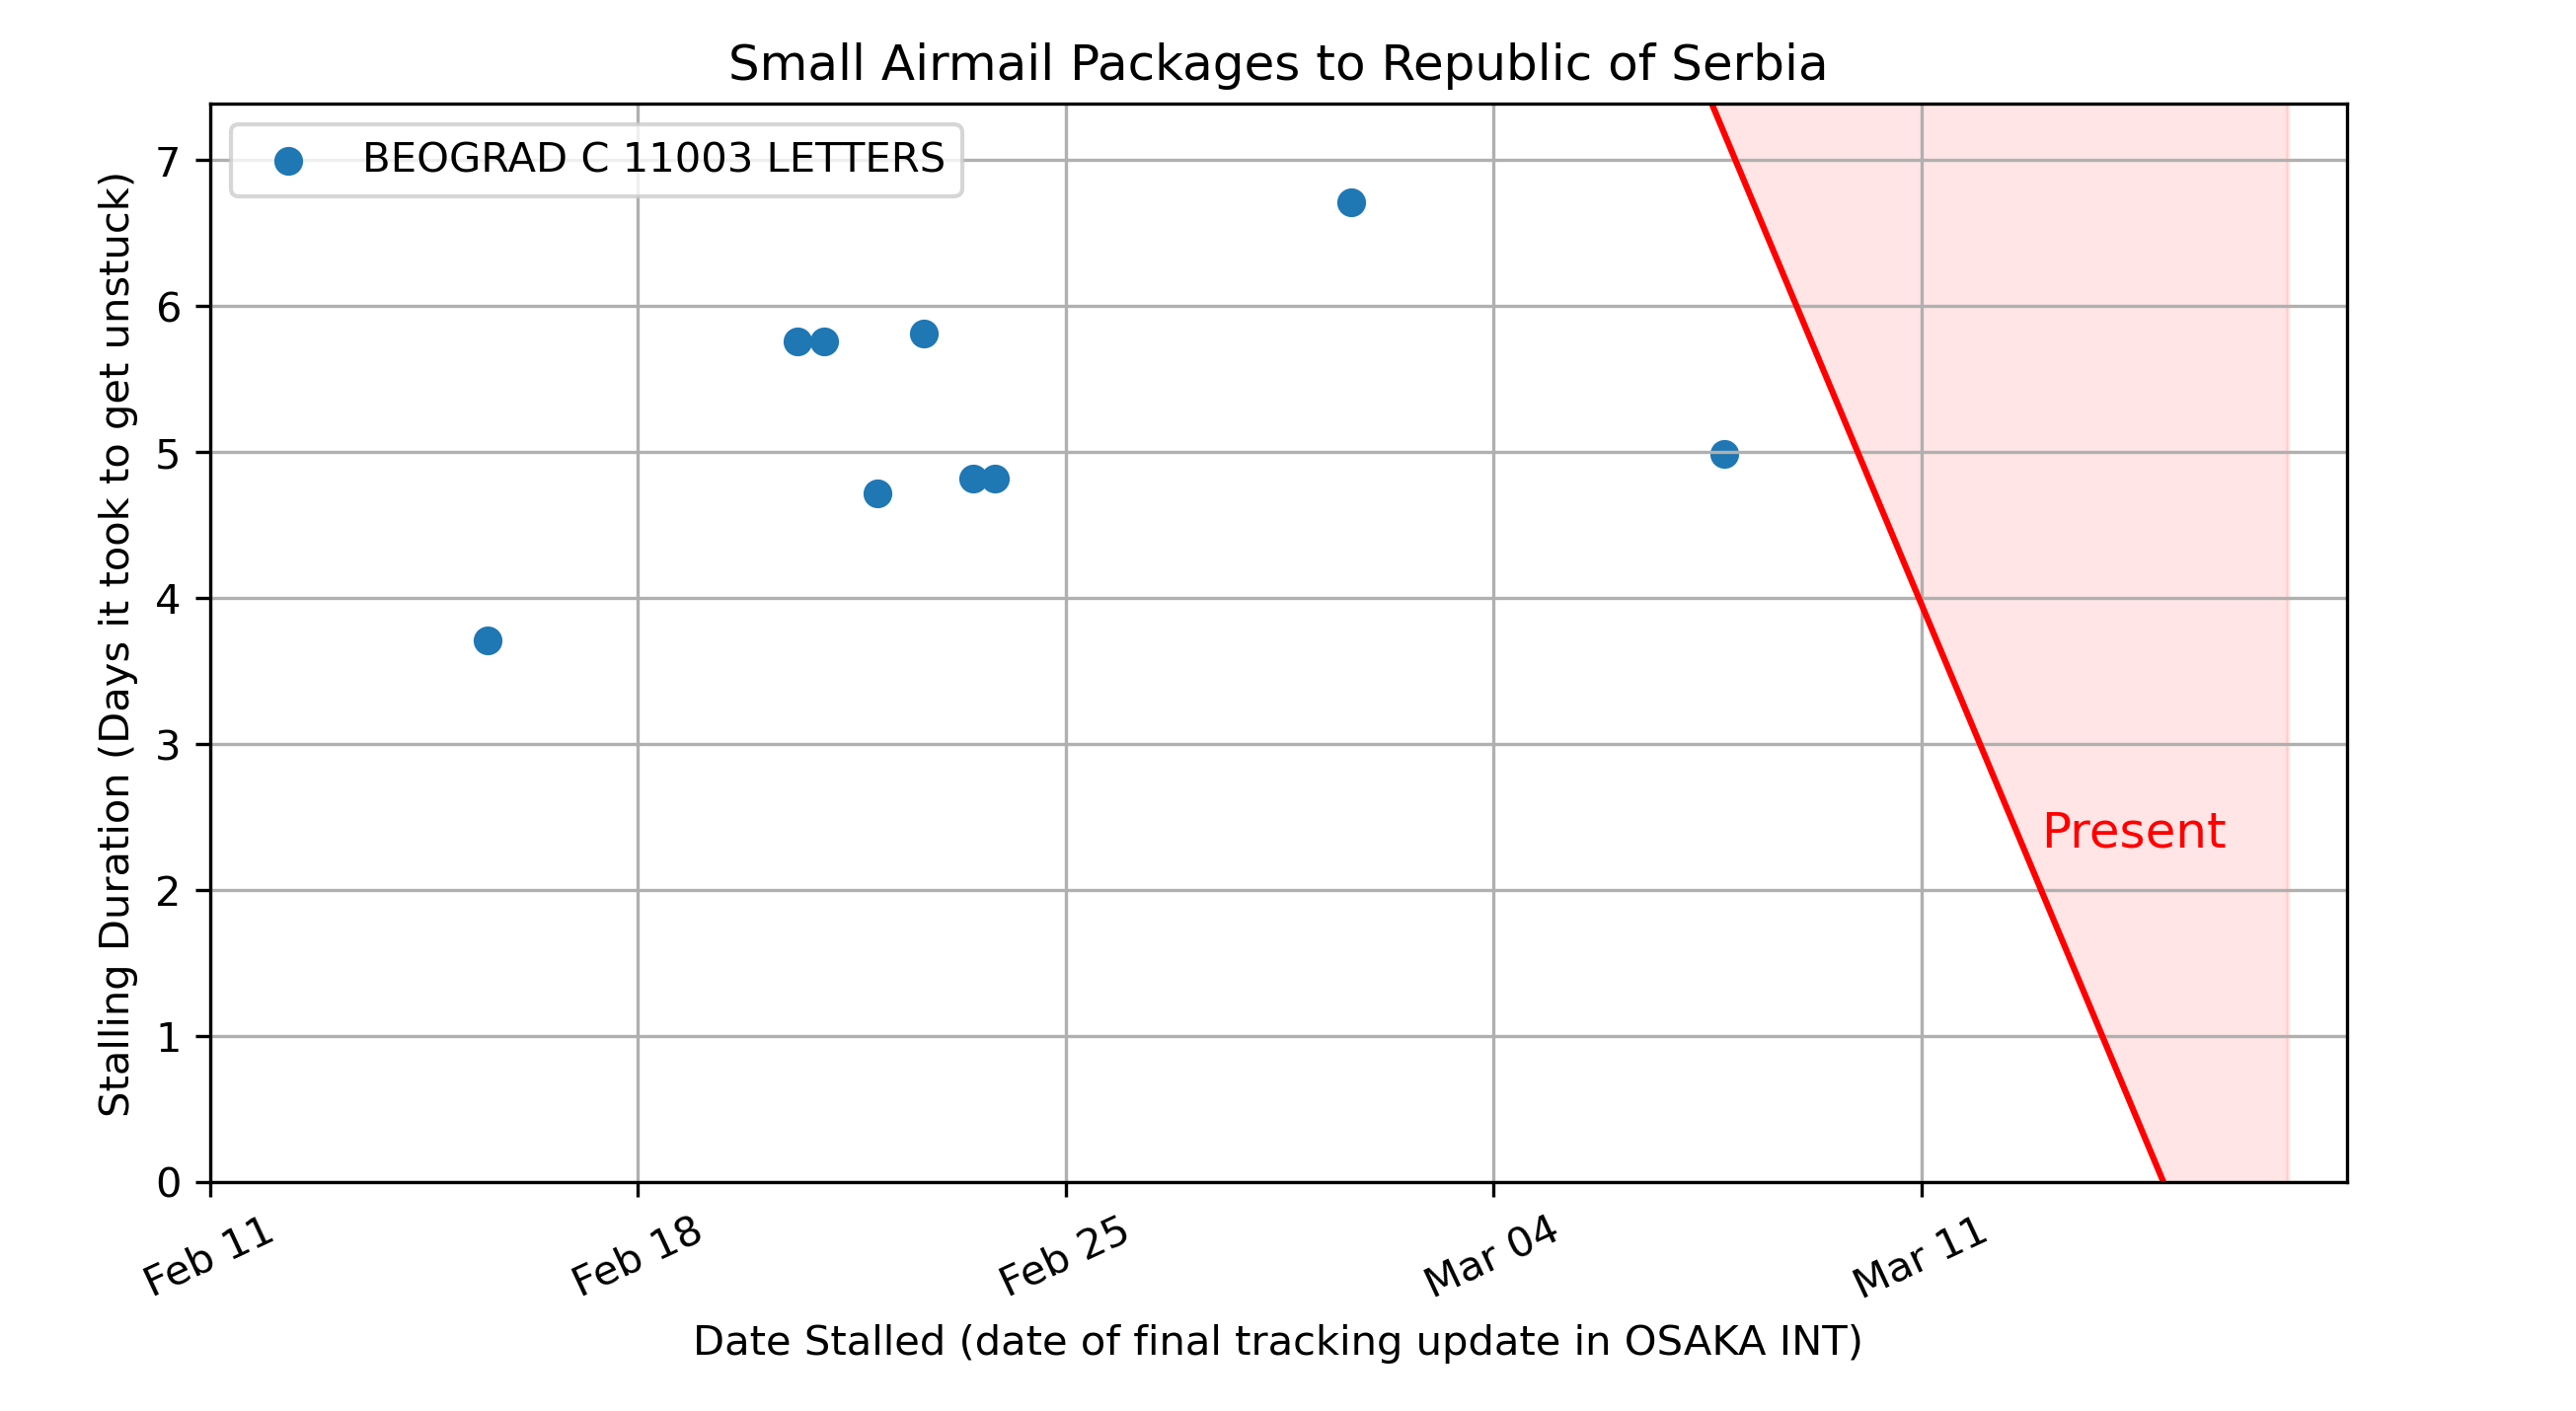 Small Airmail Packages to Republic of Serbia
BEOGRAD C 11003 LETTERS
Stalling Duration (Days it took to get unstuck)
7
6
5
4
3
2
1
0
Present
Feb 11
Feb 18
Feb 25
Mar 04
Mar 11
Date Stalled (date of final tracking update in OSAKA INT)